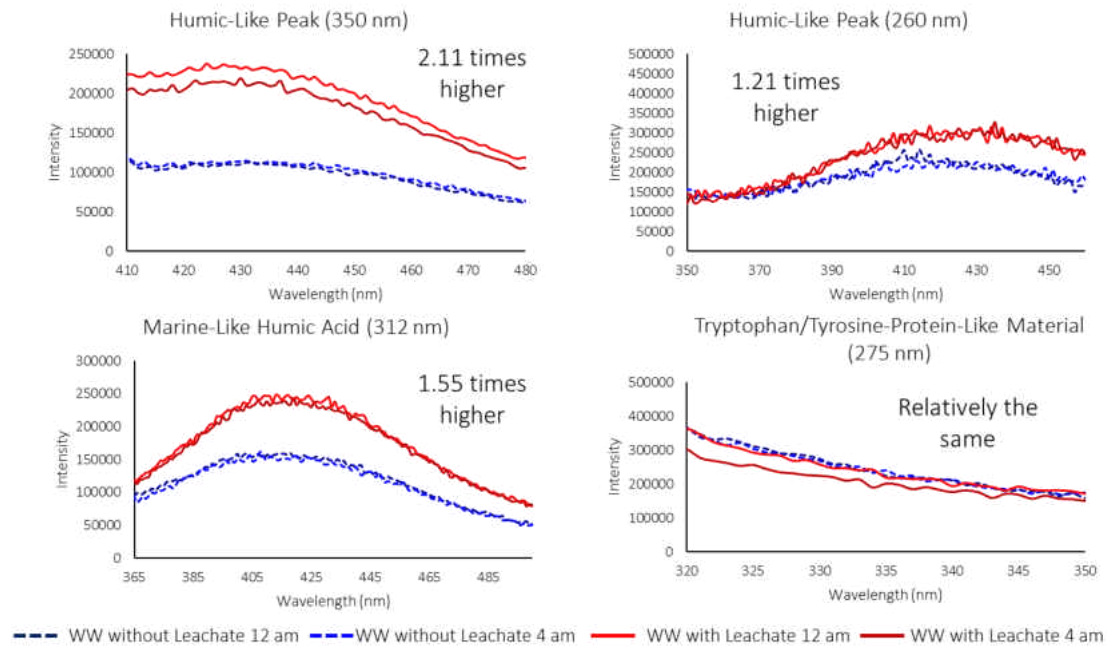 Humic-Like Peak (350 nm)
250000
200000
150000
100000
50000
0
Intensity
2.11 times
higher
410 420 430 440 450 460 470 480
Wavelength (nm)
Humic-Like Peak (260 nm)
500000
450000
400000
350000
300000
250000
200000
150000
100000
50000
0
Intensity
1.21 times
higher
350 370 390 410 430 450
Wavelength (nm)
Marine-Like Humic Acid (312 nm)
300000
250000
200000
150000
100000
50000
0
Intensity
1.55 times
higher
365 385 405 425 445 465 485
Wavelength (nm)
Tryptophan/Tyrosine-Protein-Like Material
(275 nm)
500000
400000
300000
200000
100000
0
Intensity
Relatively the
same
320 325 330 335 340 345 350
Wavelength (nm)
WW without Leachate 12 am WW without Leachate 4 am WW with Leachate 12 am WW with Leachate 4 am